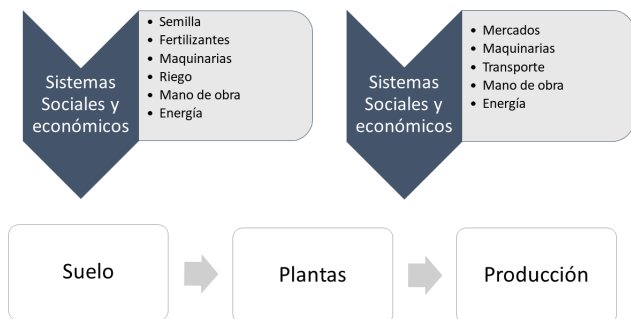 Sistemas
Sociales y
económicos
• Semilla
• Fertilizantes
• Maquinarias
• Riego
• Mano de obra
• Energía
Sistemas
Sociales y
económicos
• Mercados
• Maquinarias
• Transporte
• Mano de obra
• Energía
Suelo
Plantas
Producción